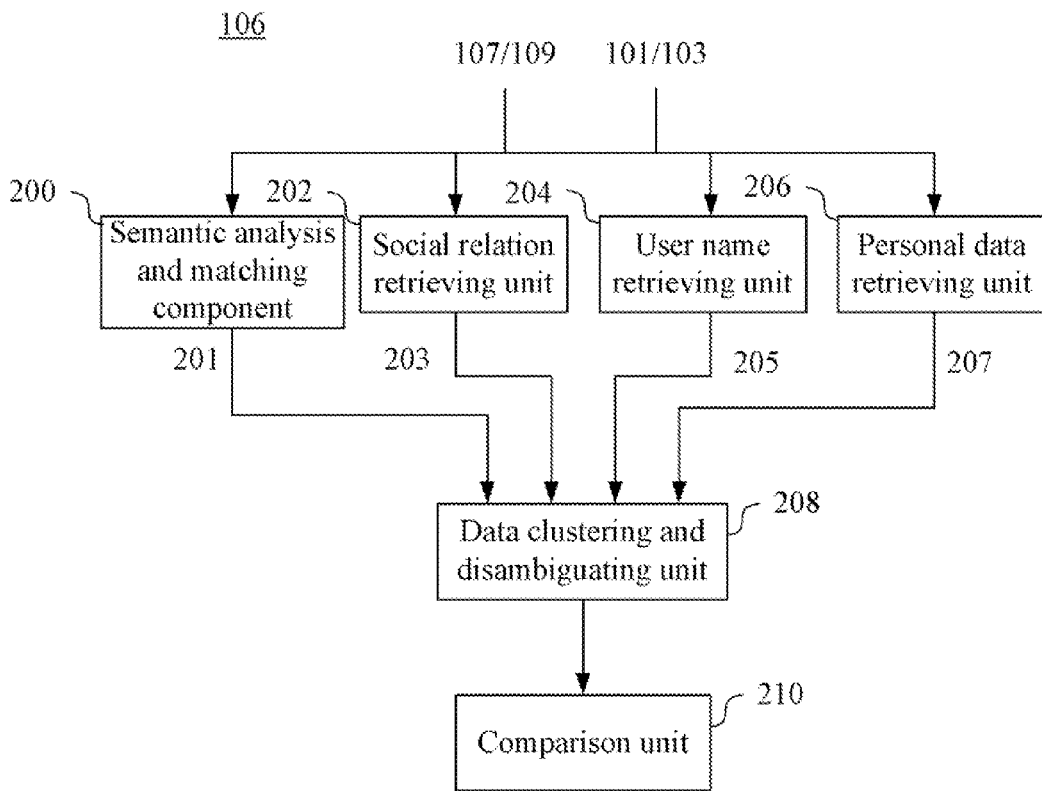 106
107/109
101/103
200
202
204
206
Semantic analysis
and matching
component
Social relation
retrieving unit
User name
retrieving unit
Personal data
retrieving unit
201
203
205
207
208
Data clustering and
disambiguating unit
210
Comparison unit